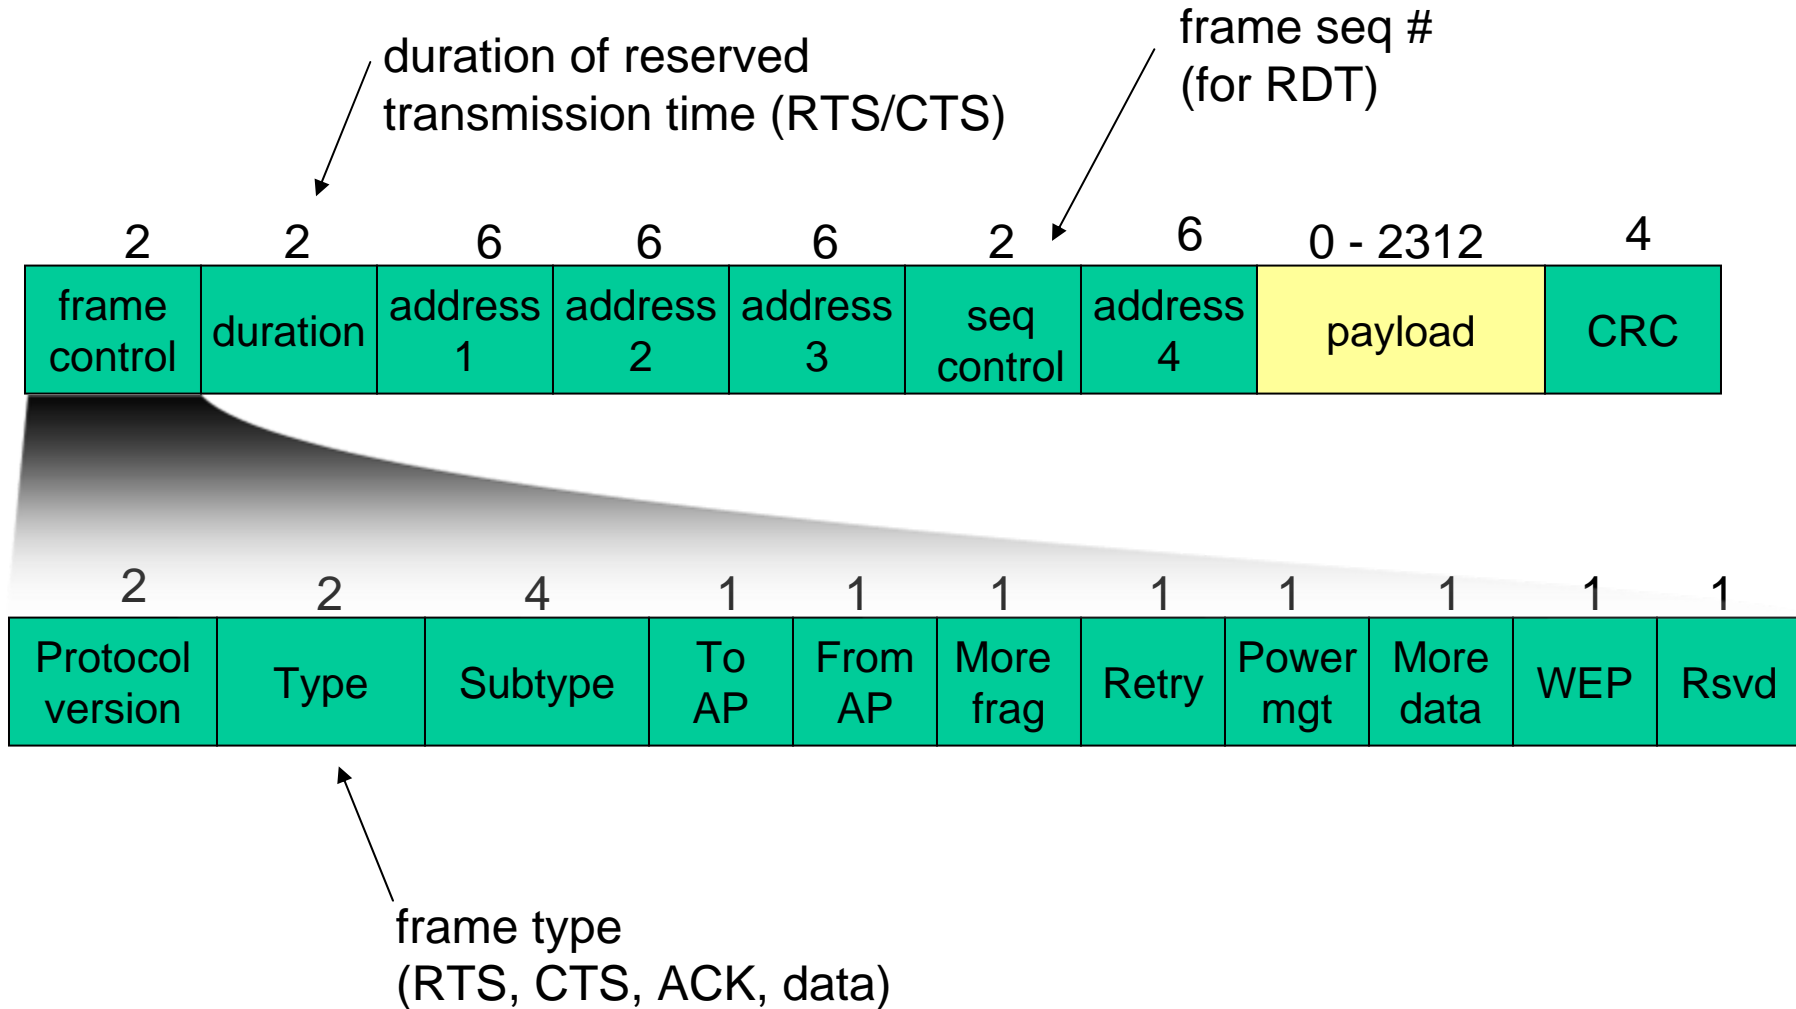 duration of reserved
transmission time (RTS/CTS)
frame seq #
(for RDT)
2 2 6 6 6 2 6 0 - 2312 4
frame
control
duration
address
1
address
2
address
3
seq
control
address
4
payload
CRC
2 2 4 1 1 1 1 1 1 1 1
Protocol
version
Type
Subtype
To
AP
From
AP
More
frag
Retry
Power
mgt
More
data
WEP
Rsvd
frame type
(RTS, CTS, ACK, data)